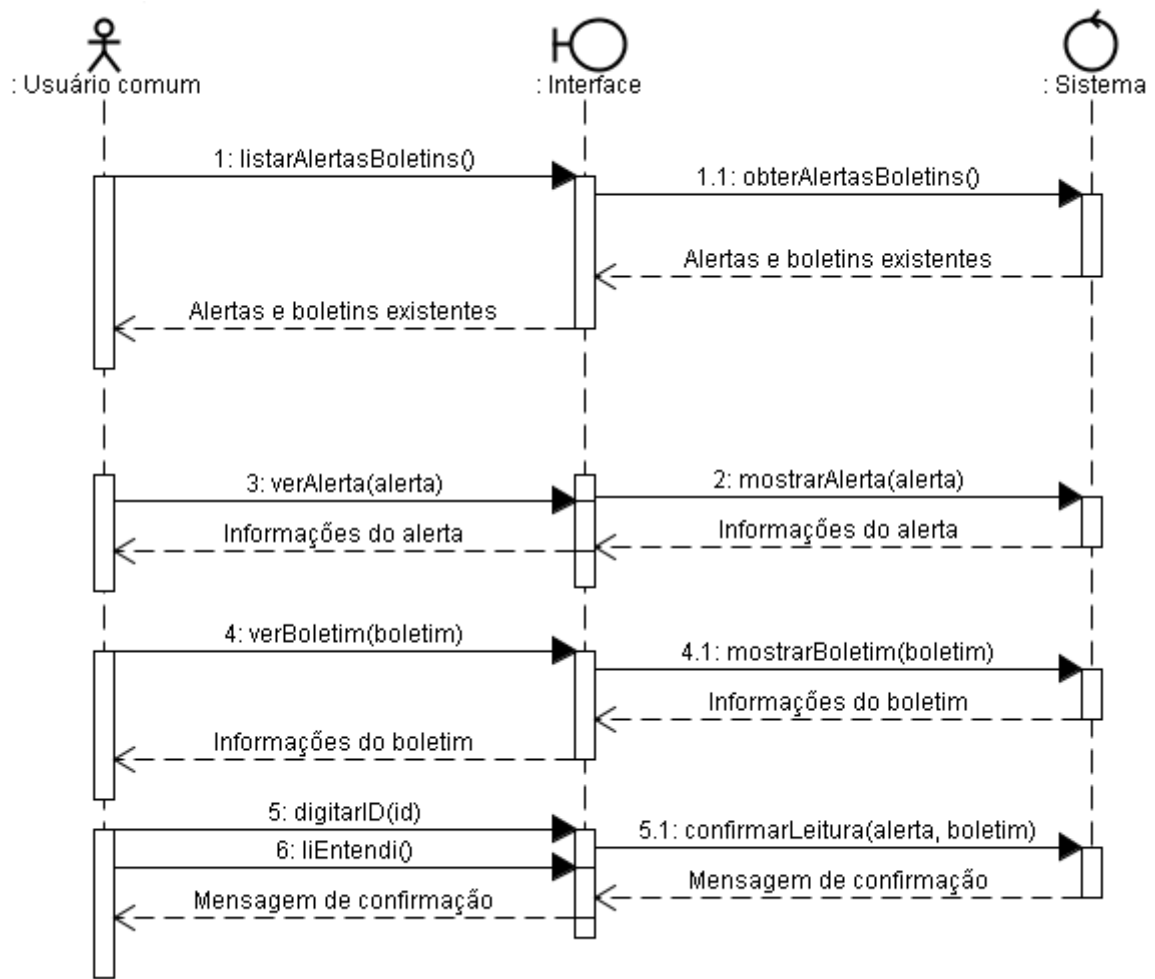 : Usuário comum
: Interface
: Sistema
1: listarAlertasBoletins()
1.1: obterAlertasBoletins()
Alertas e boletins existentes
Alertas e boletins existentes
3: verAlerta(alerta)
2: mostrarAlerta(alerta)
Informações do alerta
Informações do alerta
4: verBoletim(boletim)
4.1: mostrarBoletim(boletim)
Informações do boletim
Informações do boletim
5: digitarID(id)
5.1: confirmarLeitura(alerta, boletim)
6: liEntendi()
Mensagem de confirmação
Mensagem de confirmação